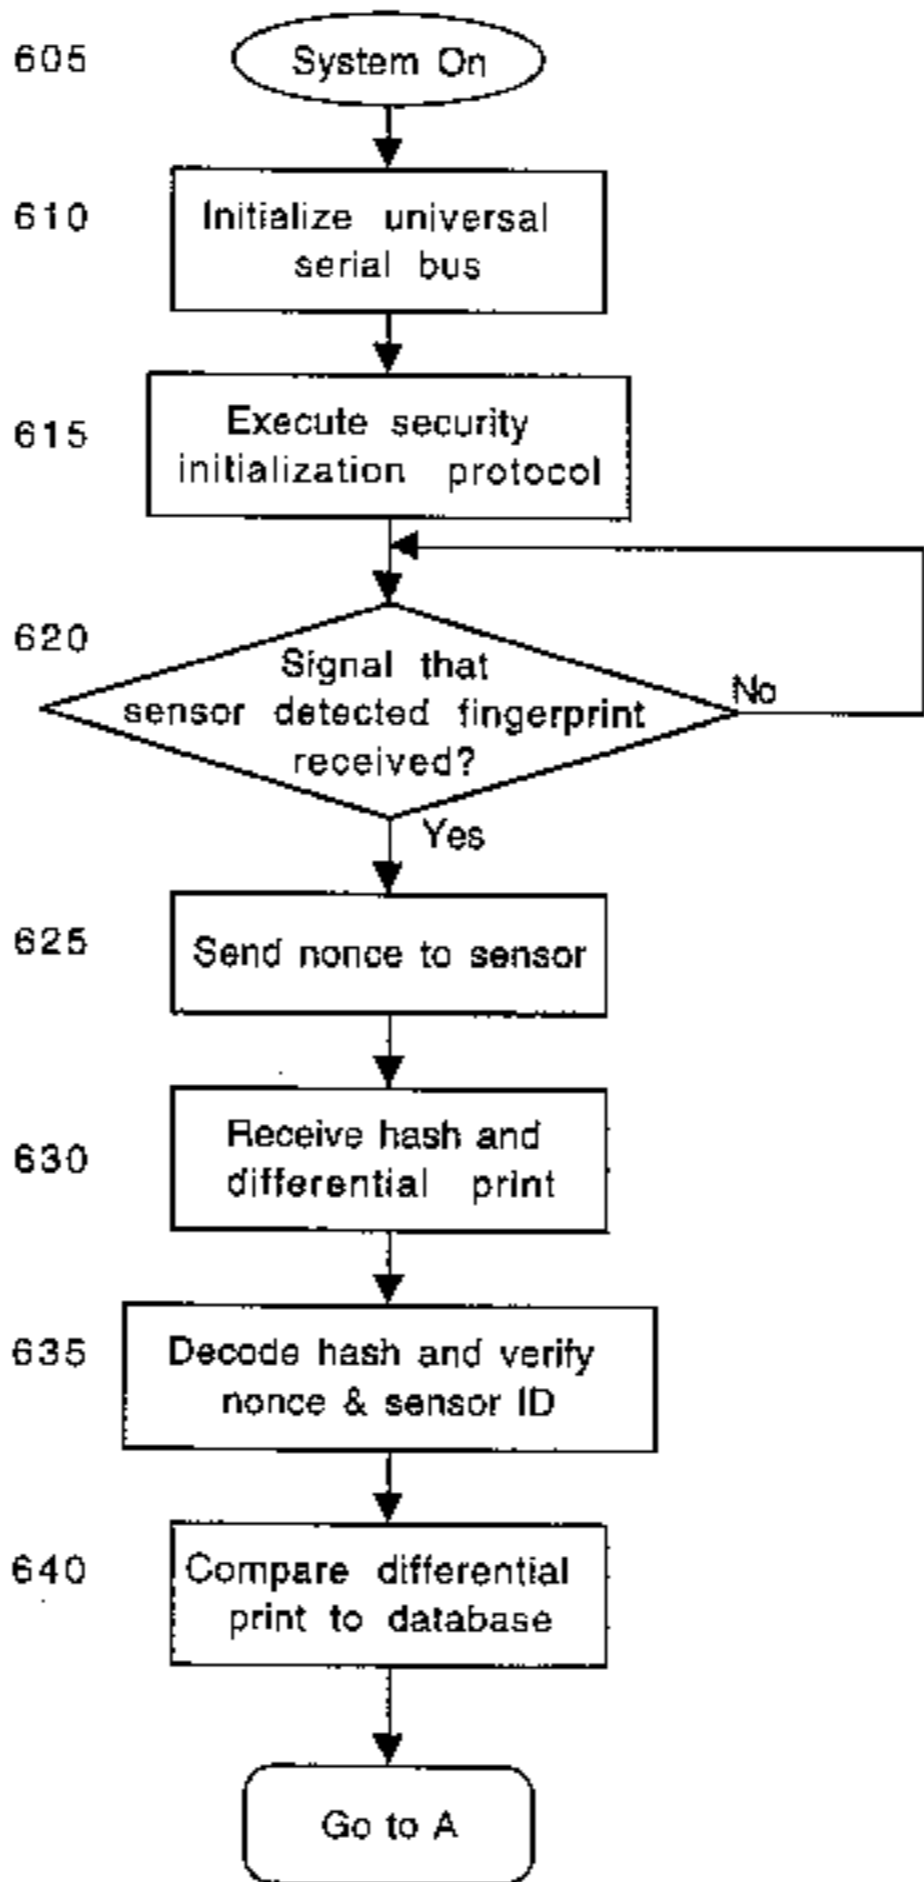 605
System On
610
Initialize universal
serial bus
615
Execute security
initialization protocol
620
Signal that
sensor detected fingerprint
received?
No
Yes
625
Send nonce to sensor
630
Receive hash and
differential print
635
Decode hash and verify
nonce & sensor ID
640
Compare differential
print to database
Go to A